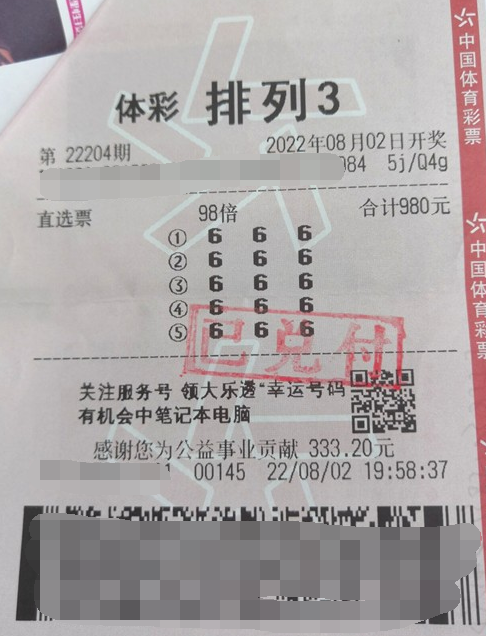 体彩 排列3
第 22204期 2022年08月02日开奖
084 5j/Q4g
直选票 98倍 合计980元
① 6 6 6
② 6 6 6
③ 6 6 6
④ 6 6 6
⑤ 6 6 6
已兑付
关注服务号 领大乐透“幸运号码
有机会中笔记本电脑
感谢您为公益事业贡献 333.20元
00145 22/08/02 19:58:37
中国体育彩票
中国体育彩票